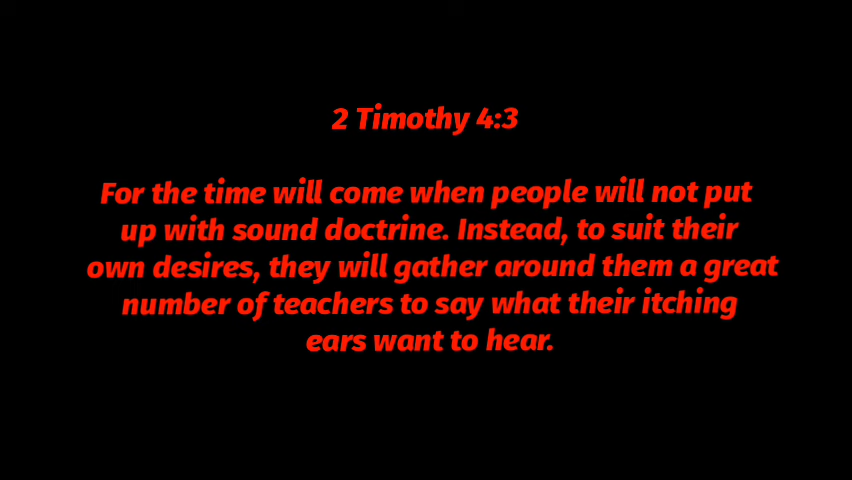 2 Timothy 4:3
For the time will come when people will not put
up with sound doctrine. Instead, to suit their
own desires, they will gather around them a great
number of teachers to say what their itching
ears want to hear.